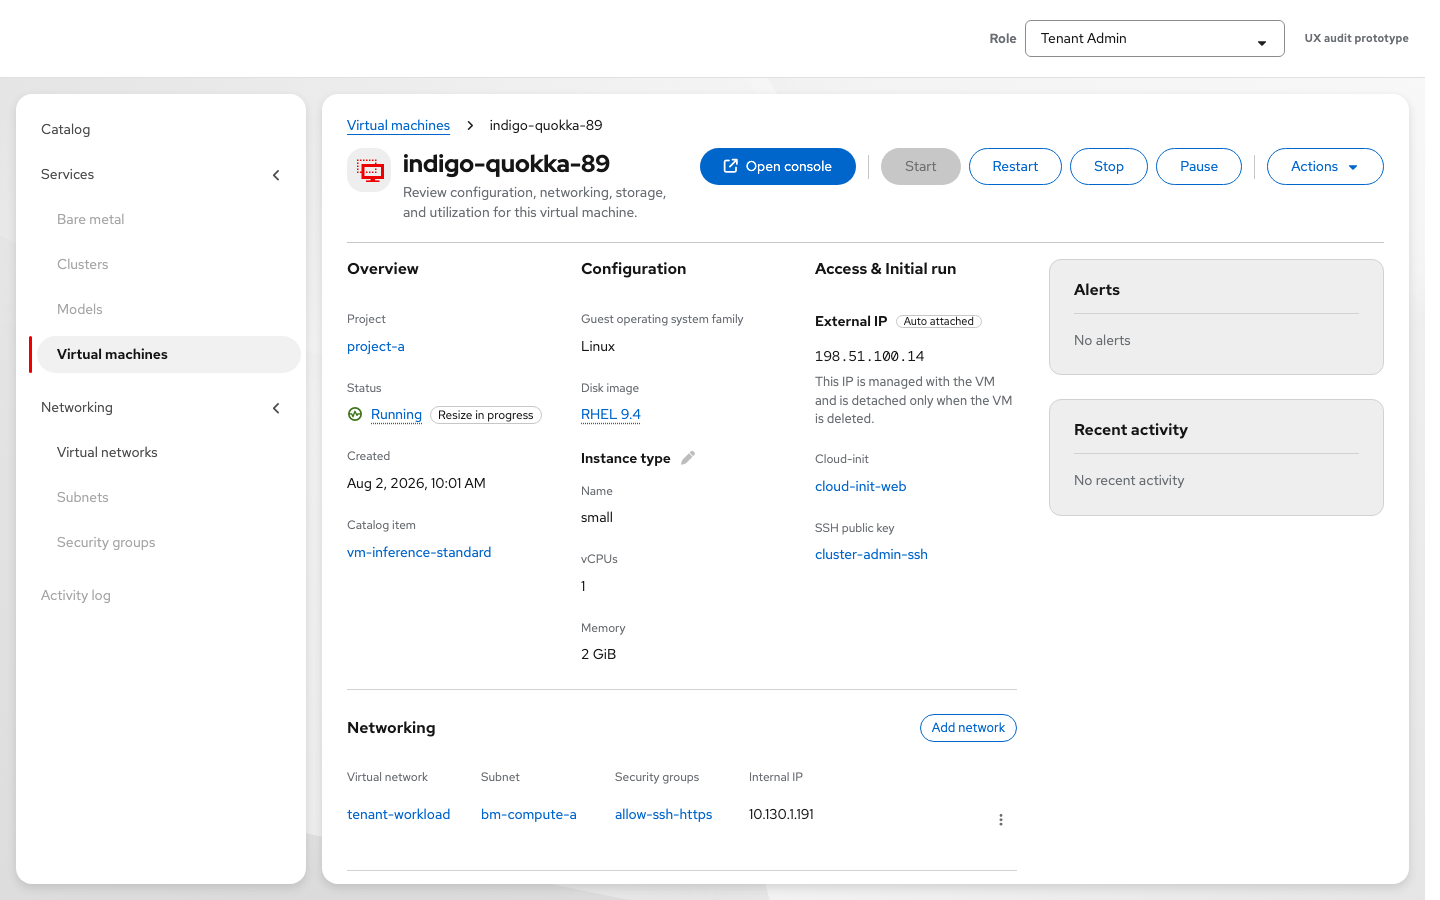 Role
Tenant Admin
UX audit prototype
Catalog
Services
Bare metal
Clusters
Models
Virtual machines
Networking
Virtual networks
Subnets
Security groups
Activity log
Virtual machines > indigo-quokka-89
indigo-quokka-89
Review configuration, networking, storage,
and utilization for this virtual machine.
Open console
Start
Restart
Stop
Pause
Actions
Overview
Project
project-a
Status
Running Resize in progress
Created
Aug 2, 2026, 10:01 AM
Catalog item
vm-inference-standard
Configuration
Guest operating system family
Linux
Disk image
RHEL 9.4
Instance type
Name
small
vCPUs
1
Memory
2 GiB
Access & Initial run
External IP Auto attached
198.51.100.14
This IP is managed with the VM
and is detached only when the VM
is deleted.
Cloud-init
cloud-init-web
SSH public key
cluster-admin-ssh
Alerts
No alerts
Recent activity
No recent activity
Networking
Add network
Virtual network Subnet Security groups Internal IP
tenant-workload bm-compute-a allow-ssh-https 10.130.1.191